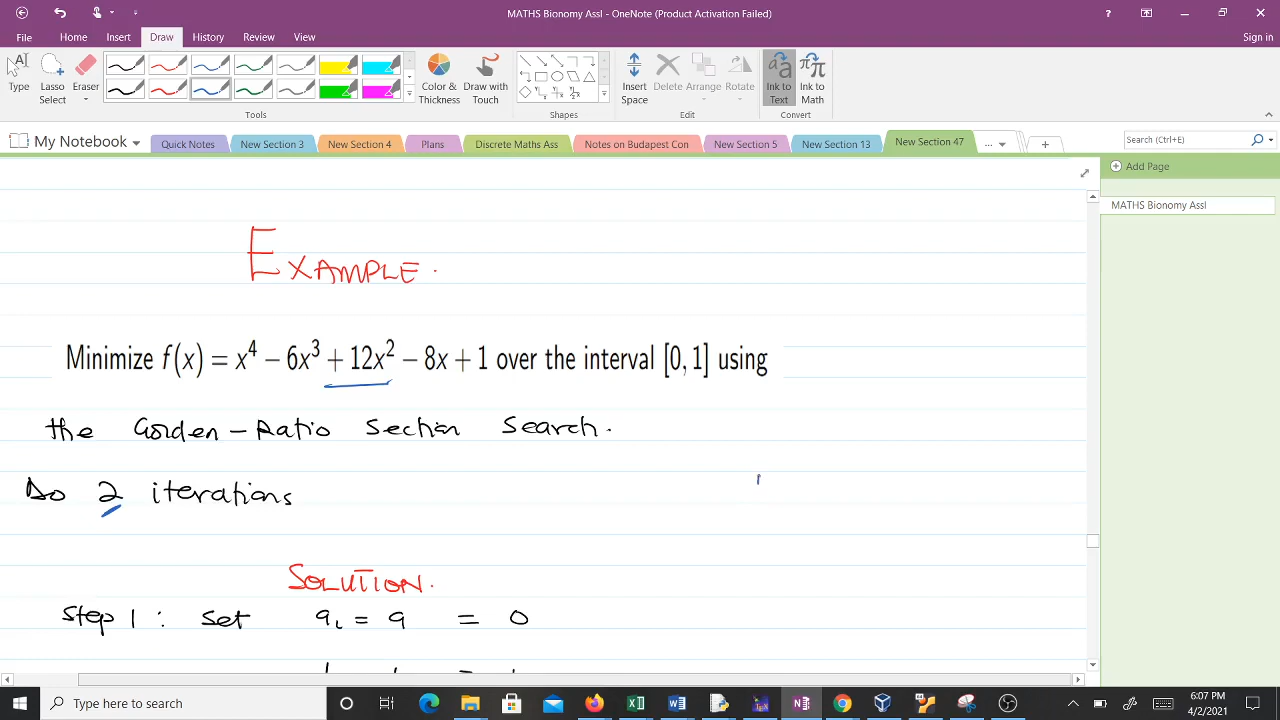 MATHS Bionomy Assl - OneNote (Product Activation Failed)
File Home Insert Draw History Review View Sign in
Type Lasso Select Eraser Color & Thickness Draw with Touch Insert Space Delete Arrange Rotate Ink to Text Ink to Math
Tools Shapes Edit Convert
My Notebook Quick Notes New Section 3 New Section 4 Plans Discrete Maths Ass Notes on Budapest Con New Section 5 New Section 13 New Section 47 ... Search (Ctrl+E)
Add Page
MATHS Bionomy Assl
EXAMPLE.
Minimize f(x) = x⁴ − 6x³ + 12x² − 8x + 1 over the interval [0, 1] using
the Golden-Ratio Section Search.
Do 2 iterations
SOLUTION.
Step 1 : Set a₁ = a = 0
Type here to search
6:07 PM
4/2/2021